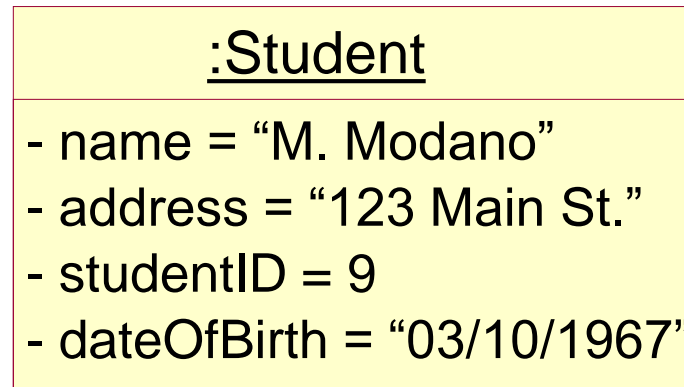 :Student
- name = “M. Modano”
- address = “123 Main St.”
- studentID = 9
- dateOfBirth = “03/10/1967”